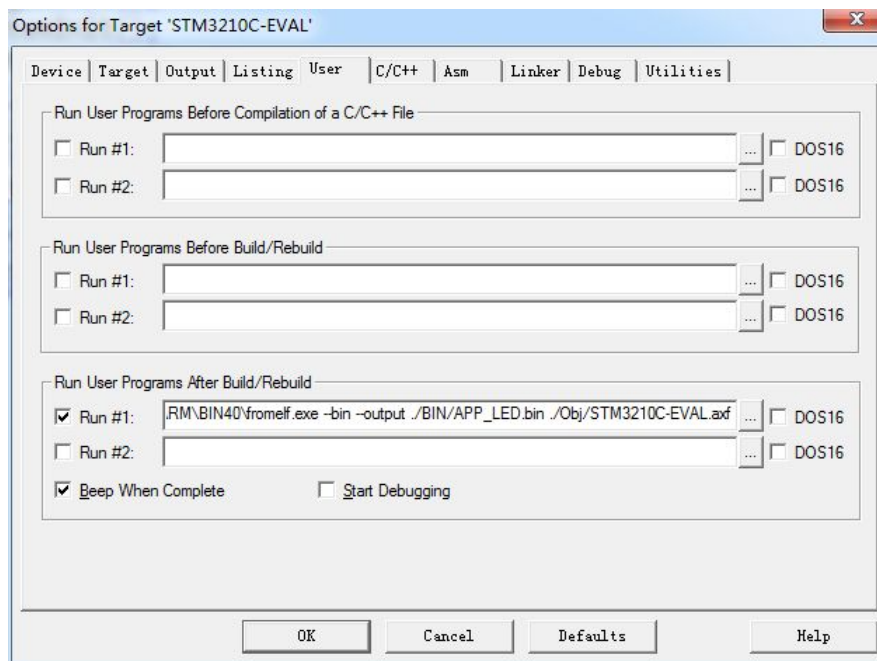 Options for Target 'STM3210C-EVAL'
Device Target Output Listing User C/C++ Asm Linker Debug Utilities
Run User Programs Before Compilation of a C/C++ File
Run #1: ... DOS16
Run #2: ... DOS16
Run User Programs Before Build/Rebuild
Run #1: ... DOS16
Run #2: ... DOS16
Run User Programs After Build/Rebuild
Run #1: .RM\BIN40\fromelf.exe --bin --output ./BIN/APP_LED.bin ./Obj/STM3210C-EVAL.axf ... DOS16
Run #2: ... DOS16
Beep When Complete Start Debugging
OK Cancel Defaults Help